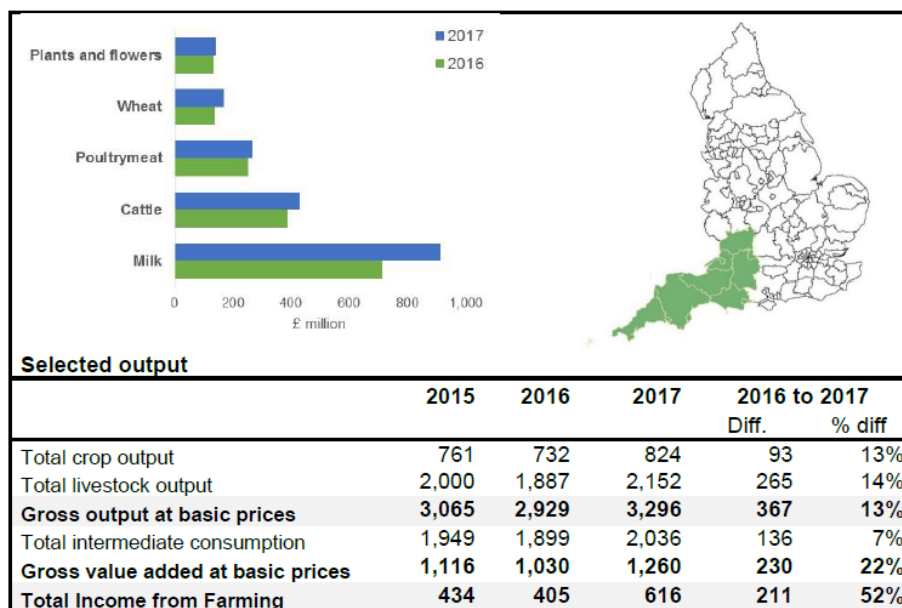 2017
2016
Plants and flowers
Wheat
Poultrymeat
Cattle
Milk
0 200 400 600 800 1,000
£ million
Selected output
2015 2016 2017 2016 to 2017
Diff. % diff
Total crop output 761 732 824 93 13%
Total livestock output 2,000 1,887 2,152 265 14%
Gross output at basic prices 3,065 2,929 3,296 367 13%
Total intermediate consumption 1,949 1,899 2,036 136 7%
Gross value added at basic prices 1,116 1,030 1,260 230 22%
Total Income from Farming 434 405 616 211 52%